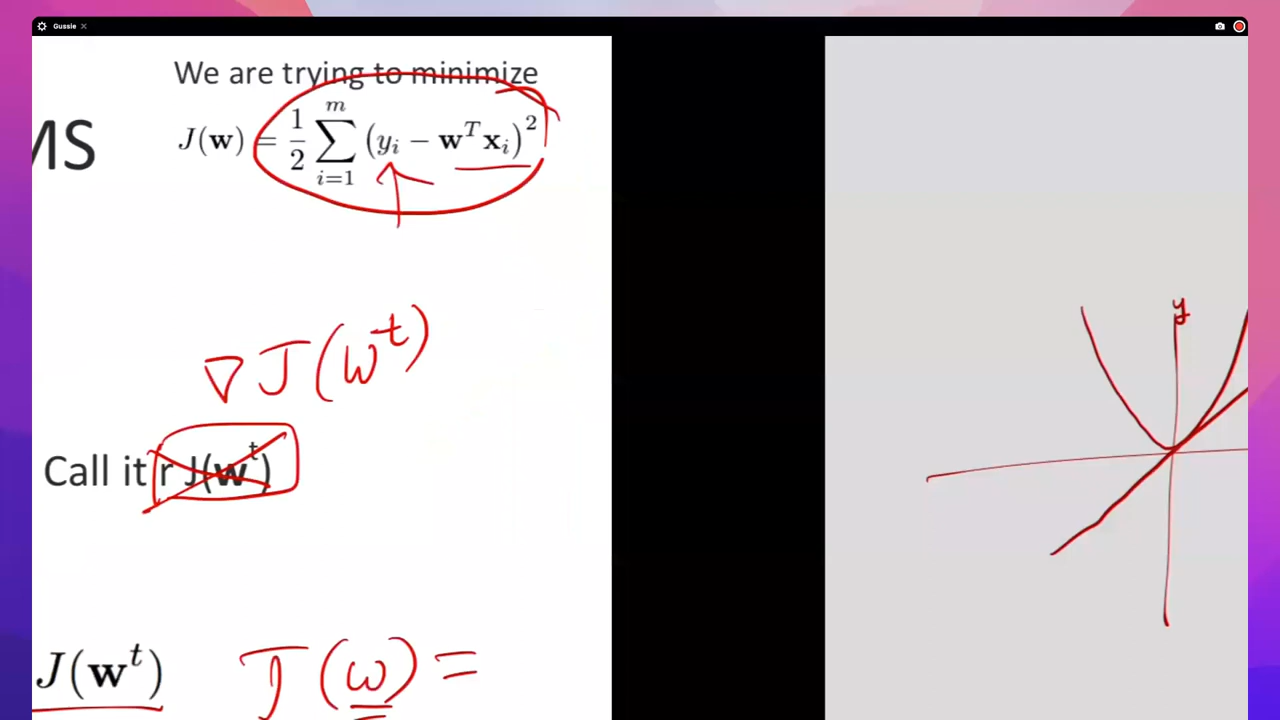 Gussie
We are trying to minimize
MS
J(w) = 1/2 ∑_{i=1}^{m} (y_i − w^T x_i)^2
∇ J(w^t)
y
Call it r J(w^t)
J(w^t) J(w) =